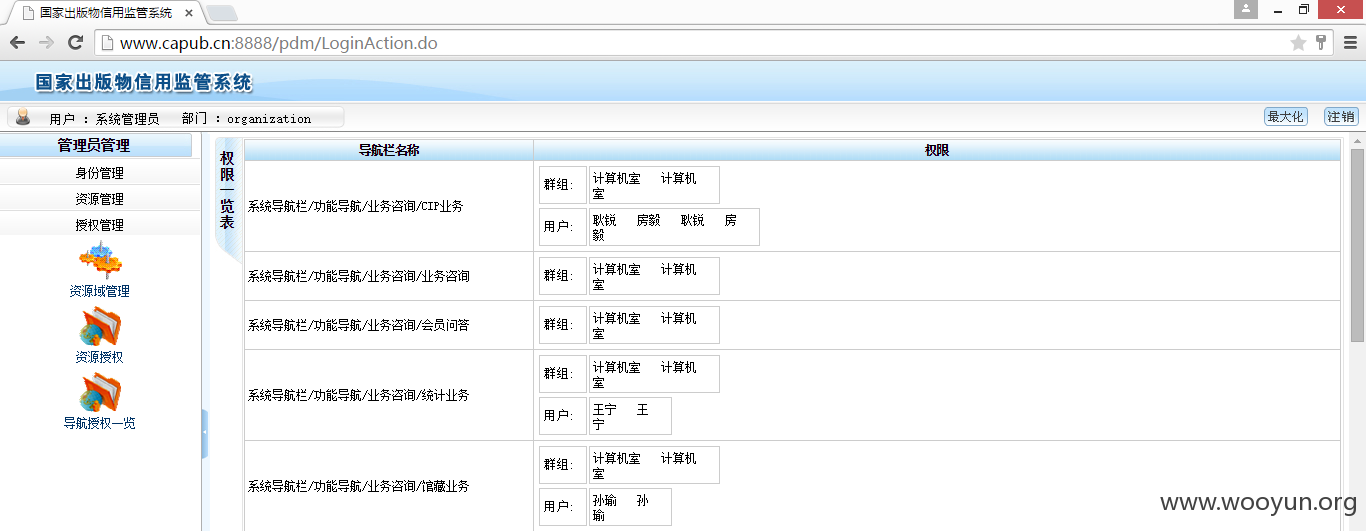 国家出版物信用监管系统
www.capub.cn:8888/pdm/LoginAction.do
国家出版物信用监管系统
用户 : 系统管理员 部门 : organization
最大化 注销
管理员管理
身份管理
资源管理
授权管理
资源域管理
资源授权
导航授权一览
权限一览表
导航栏名称 权限
系统导航栏/功能导航/业务咨询/CIP业务
群组: 计算机室 计算机
室
用户: 耿锐 房毅 耿锐 房
毅
系统导航栏/功能导航/业务咨询/业务咨询
群组: 计算机室 计算机
室
系统导航栏/功能导航/业务咨询/会员问答
群组: 计算机室 计算机
室
系统导航栏/功能导航/业务咨询/统计业务
群组: 计算机室 计算机
室
用户: 王宁 王
宁
系统导航栏/功能导航/业务咨询/馆藏业务
群组: 计算机室 计算机
室
用户: 孙瑜 孙
瑜
www.wooyun.org